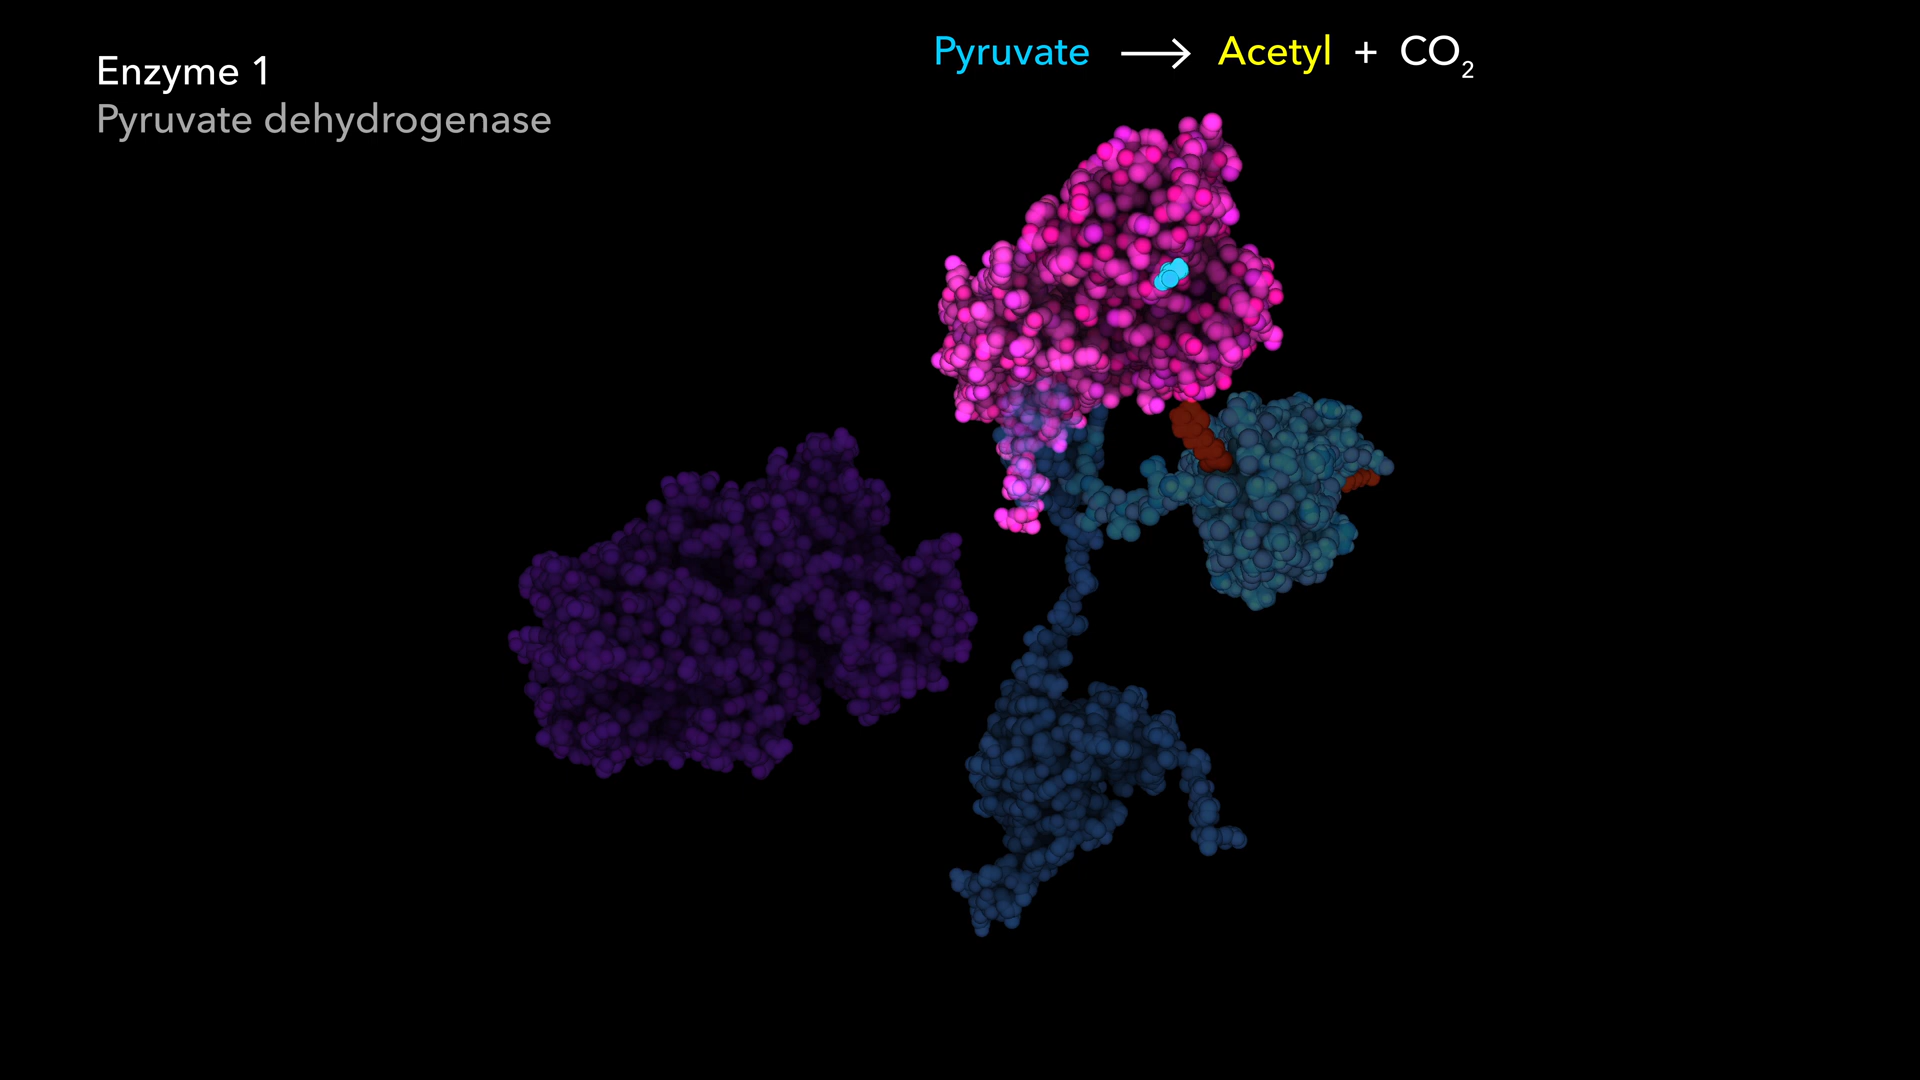 Enzyme 1
Pyruvate dehydrogenase
Pyruvate ⟶ Acetyl + CO₂